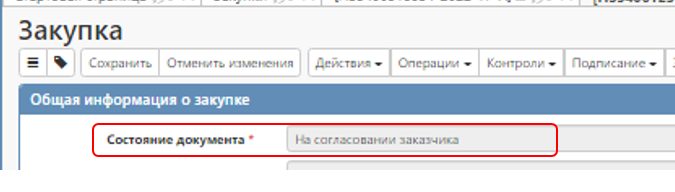 Закупка
Сохранить Отменить изменения Действия Операции Контроли Подписание
Общая информация о закупке
Состояние документа * На согласовании заказчика